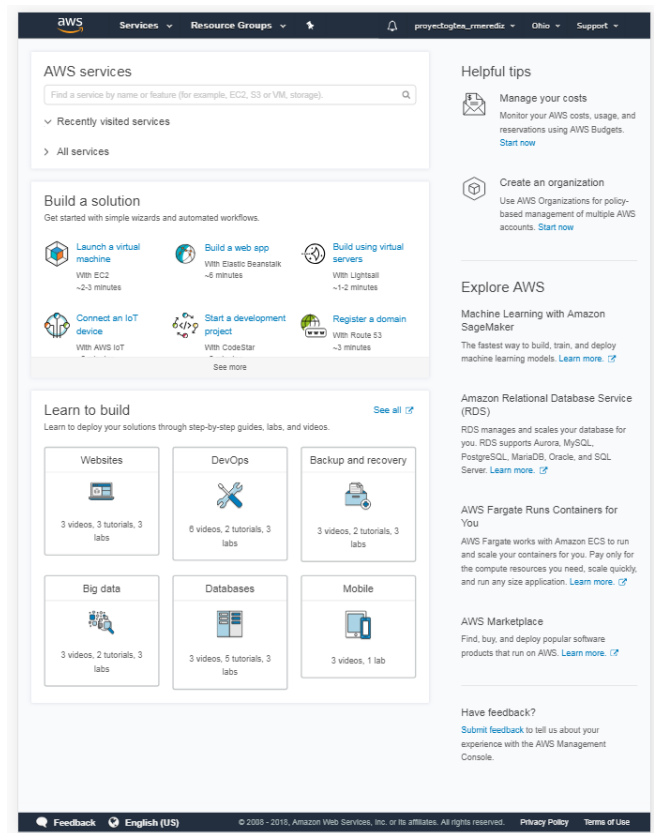 aws Services Resource Groups proyectogtea_rmerediz Ohio Support
AWS services
Find a service by name or feature (for example, EC2, S3 or VM, storage).
Recently visited services
All services
Build a solution
Get started with simple wizards and automated workflows.
Launch a virtual
machine
With EC2
~2-3 minutes
Build a web app
With Elastic Beanstalk
~6 minutes
Build using virtual
servers
With Lightsail
~1-2 minutes
Connect an IoT
device
With AWS IoT
Start a development
project
With CodeStar
Register a domain
With Route 53
~3 minutes
See more
Learn to build
See all
Learn to deploy your solutions through step-by-step guides, labs, and videos.
Websites
3 videos, 3 tutorials, 3
labs
DevOps
6 videos, 2 tutorials, 3
labs
Backup and recovery
3 videos, 2 tutorials, 3
labs
Big data
3 videos, 2 tutorials, 3
labs
Databases
3 videos, 5 tutorials, 3
labs
Mobile
3 videos, 1 lab
Helpful tips
Manage your costs
Monitor your AWS costs, usage, and
reservations using AWS Budgets.
Start now
Create an organization
Use AWS Organizations for policy-
based management of multiple AWS
accounts. Start now
Explore AWS
Machine Learning with Amazon
SageMaker
The fastest way to build, train, and deploy
machine learning models. Learn more.
Amazon Relational Database Service
(RDS)
RDS manages and scales your database for
you. RDS supports Aurora, MySQL,
PostgreSQL, MariaDB, Oracle, and SQL
Server. Learn more.
AWS Fargate Runs Containers for
You
AWS Fargate works with Amazon ECS to run
and scale your containers for you. Pay only for
the compute resources you need, scale quickly,
and run any size application. Learn more.
AWS Marketplace
Find, buy, and deploy popular software
products that run on AWS. Learn more.
Have feedback?
Submit feedback to tell us about your
experience with the AWS Management
Console.
Feedback English (US) © 2008 - 2018, Amazon Web Services, Inc. or its affiliates. All rights reserved. Privacy Policy Terms of Use